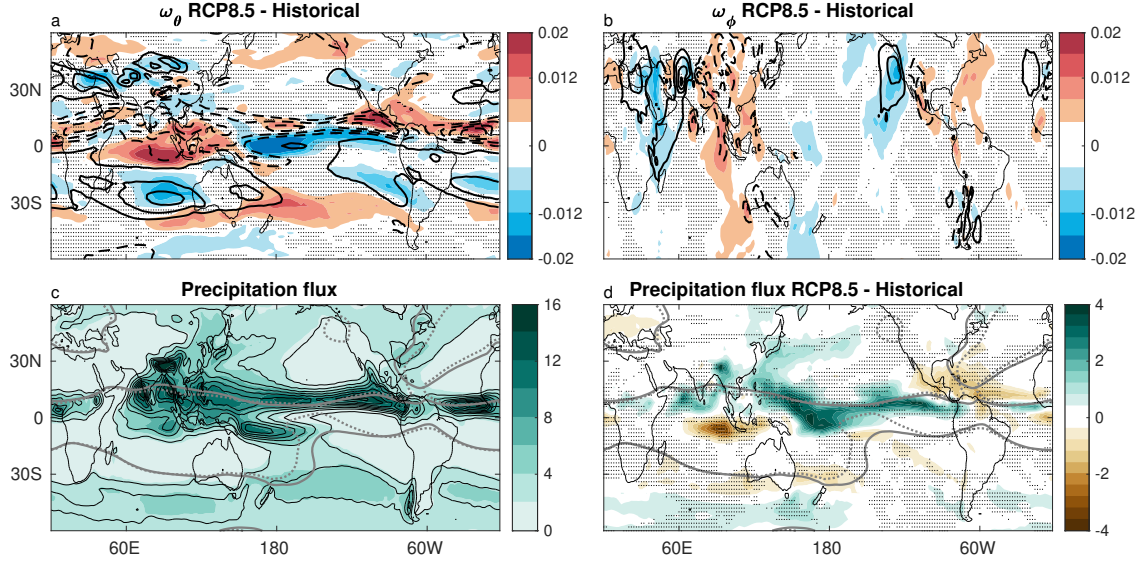 ω_θ RCP8.5 - Historical
a
30N
0
30S
0.02
0.012
0
-0.012
-0.02
ω_ϕ RCP8.5 - Historical
b
0.02
0.012
0
-0.012
-0.02
Precipitation flux
c
30N
0
30S
60E
180
60W
16
12
8
4
0
Precipitation flux RCP8.5 - Historical
d
60E
180
60W
4
2
0
-2
-4